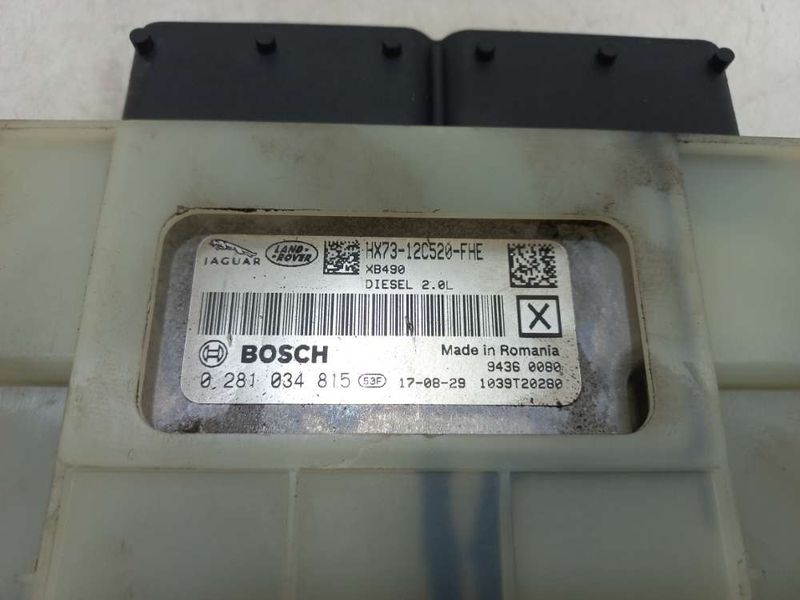 JAGUAR
LAND-
-ROVER
HX73-12C520-FHE
XB490
DIESEL 2.0L
X
BOSCH
Made in Romania
9436 0080
0 281 034 815 53F 17-08-29 1039T20280